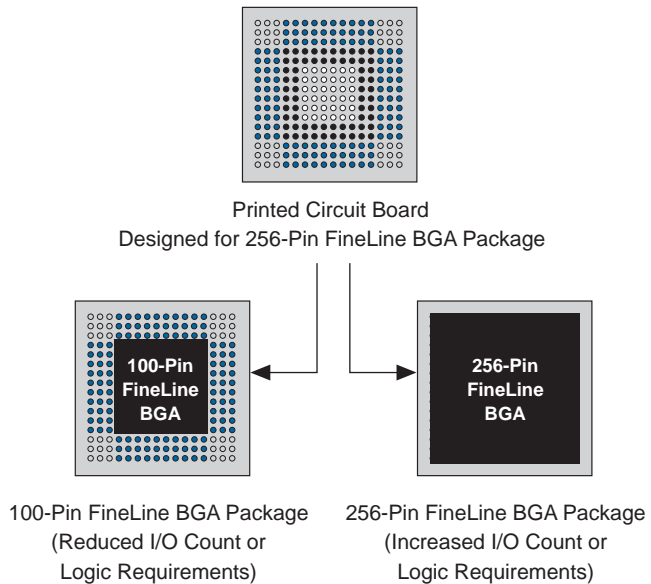 Printed Circuit Board
Designed for 256-Pin FineLine BGA Package
100-Pin
FineLine
BGA
256-Pin
FineLine
BGA
100-Pin FineLine BGA Package
(Reduced I/O Count or
Logic Requirements)
256-Pin FineLine BGA Package
(Increased I/O Count or
Logic Requirements)